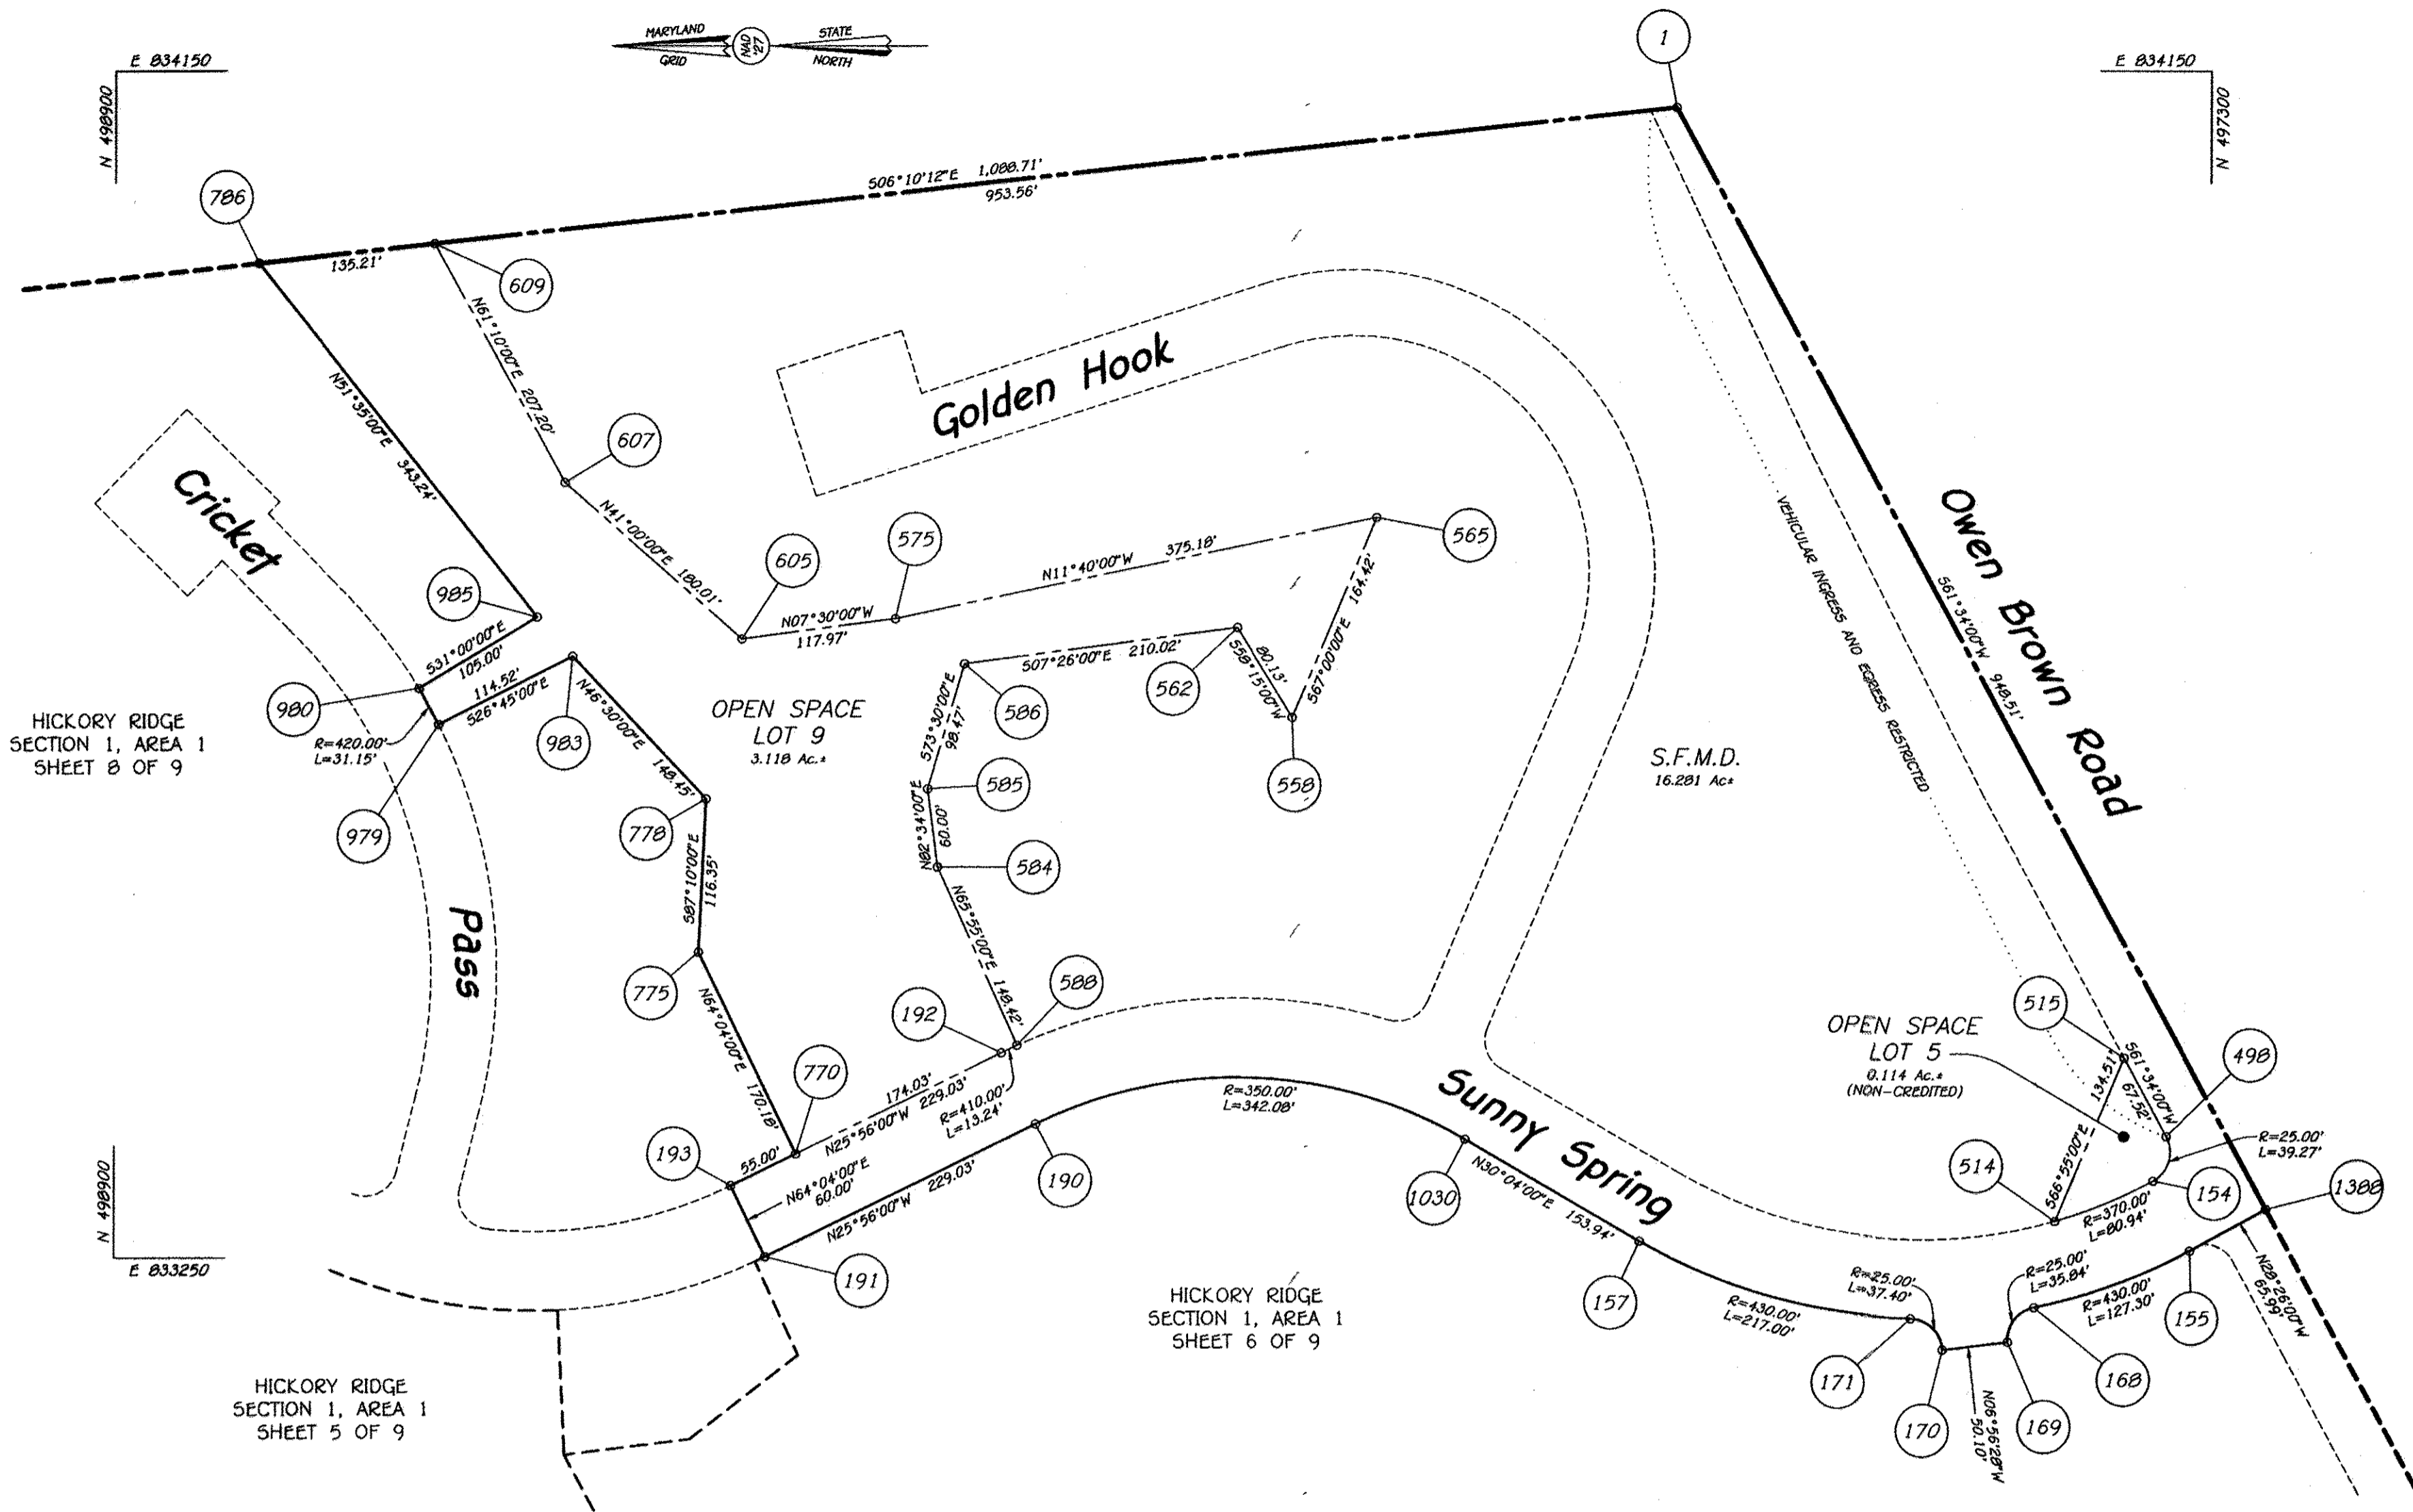 MARYLAND
STATE
NAD
'27
GRID
NORTH
E 834150
N 498900
E 834150
N 497300
1
786
S06°10'12"E 1,088.71'
953.56'
135.21'
609
N61°10'00"E 207.20'
N51°35'00"E 343.24'
607
Golden Hook
Cricket
N41°00'00"E 180.01'
605
575
N11°40'00"W 375.18'
565
N07°30'00"W
117.97'
985
S31°00'00"E
105.00'
980
114.52'
S26°45'00"E
R=420.00'
L=31.15'
979
983
N46°30'00"E 148.45'
778
HICKORY RIDGE
SECTION 1, AREA 1
SHEET 8 OF 9
OPEN SPACE
LOT 9
3.118 Ac.±
S07°26'00"E 210.02'
562
80.13'
S58°15'00"W
S67°00'00"E 164.42'
558
586
S73°30'00"E
98.47'
585
N82°34'00"E
60.00'
584
N65°55'00"E 148.42'
588
S.F.M.D.
16.281 Ac±
VEHICULAR INGRESS AND EGRESS RESTRICTED
Owen Brown Road
S61°34'00"W 948.51'
Pass
S87°10'00"E
116.35'
775
N64°04'00"E 170.18'
770
192
174.03'
N25°56'00"W 229.03'
R=410.00'
L=13.24'
193
55.00'
N64°04'00"E
60.00'
N25°56'00"W 229.03'
190
191
R=350.00'
L=342.08'
Sunny Spring
1030
N30°04'00"E 153.94'
157
OPEN SPACE
LOT 5
0.114 Ac.±
(NON-CREDITED)
515
S61°34'00"W
67.52'
498
134.51'
S66°55'00"E
514
R=25.00'
L=39.27'
154
1388
R=370.00'
L=80.94'
R=25.00'
L=35.84'
R=430.00'
L=127.30'
155
N28°26'00"W
65.99'
R=25.00'
L=37.40'
R=430.00'
L=217.00'
171
170
N06°56'28"W
50.10'
169
168
N 498900
E 833250
HICKORY RIDGE
SECTION 1, AREA 1
SHEET 6 OF 9
HICKORY RIDGE
SECTION 1, AREA 1
SHEET 5 OF 9